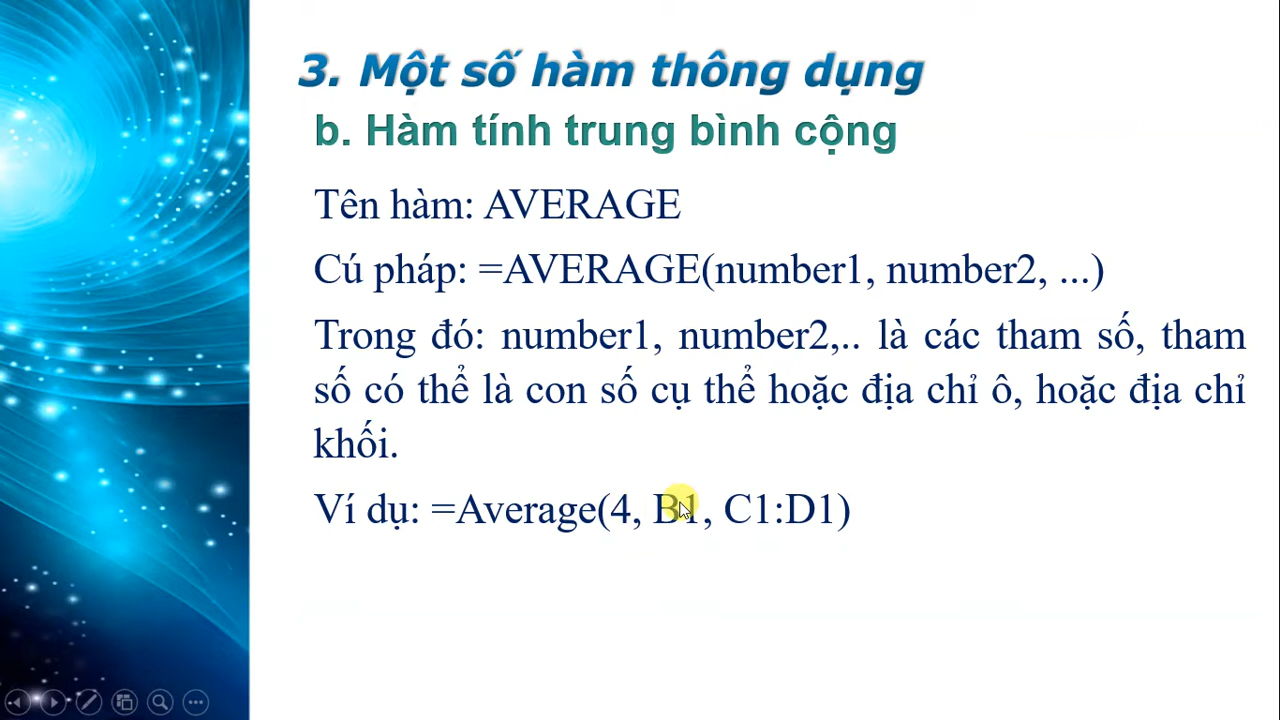 3. Một số hàm thông dụng
b. Hàm tính trung bình cộng
Tên hàm: AVERAGE
Cú pháp: =AVERAGE(number1, number2, ...)
Trong đó: number1, number2,.. là các tham số, tham
số có thể là con số cụ thể hoặc địa chỉ ô, hoặc địa chỉ
khối.
Ví dụ: =Average(4, B1, C1:D1)